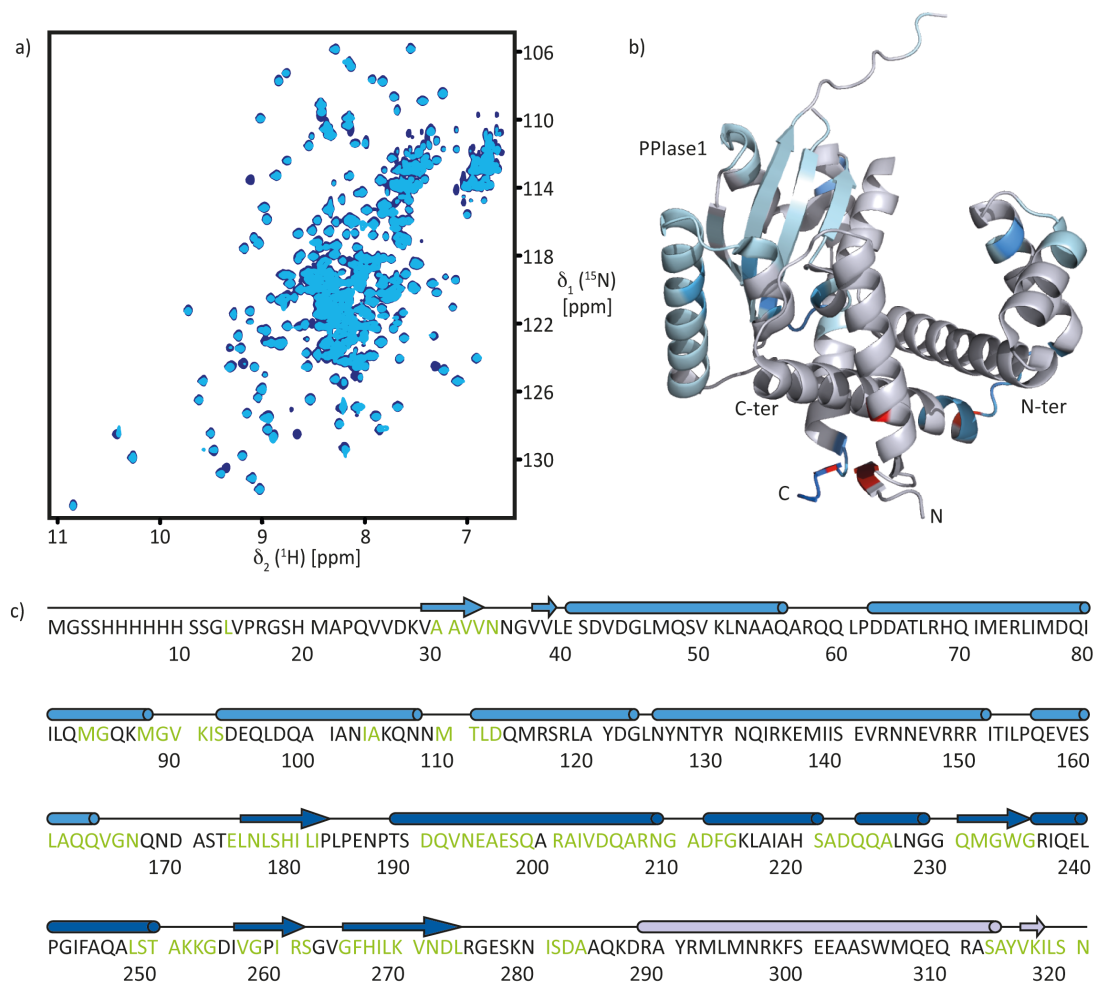 a)
106
110
114
118
δ₁ (¹⁵N)
[ppm]
122
126
130
11 10 9 8 7
δ₂ (¹H) [ppm]
b)
PPIase1
C-ter
N-ter
C
N
c)
MGSSHHHHHH SSGLVPRGSH MAPQVVDKVA AVVNNGVVLE SDVDGLMQSV KLNAAQARQQ LPDDATLRHQ IMERLIMDQI
10 20 30 40 50 60 70 80
ILQMGQKMGV KISDEQLDQA IANIAKQNNM TLDQMRSRLA YDGLNYNTYR NQIRKEMIIS EVRNNEVRRR ITILPQEVES
90 100 110 120 130 140 150 160
LAQQVGNQND ASTELNLSHI LIPLPENPTS DQVNEAESQA RAIVDQARNG ADFGKLAIAH SADQQALNGG QMGWGRIQEL
170 180 190 200 210 220 230 240
PGIFAQALST AKKGDIVGPI RSGVGFHILK VNDLRGESKN ISDAAQKDRA YRMLMNRKFS EEAASWMQEQ RASAYVKILS N
250 260 270 280 290 300 310 320